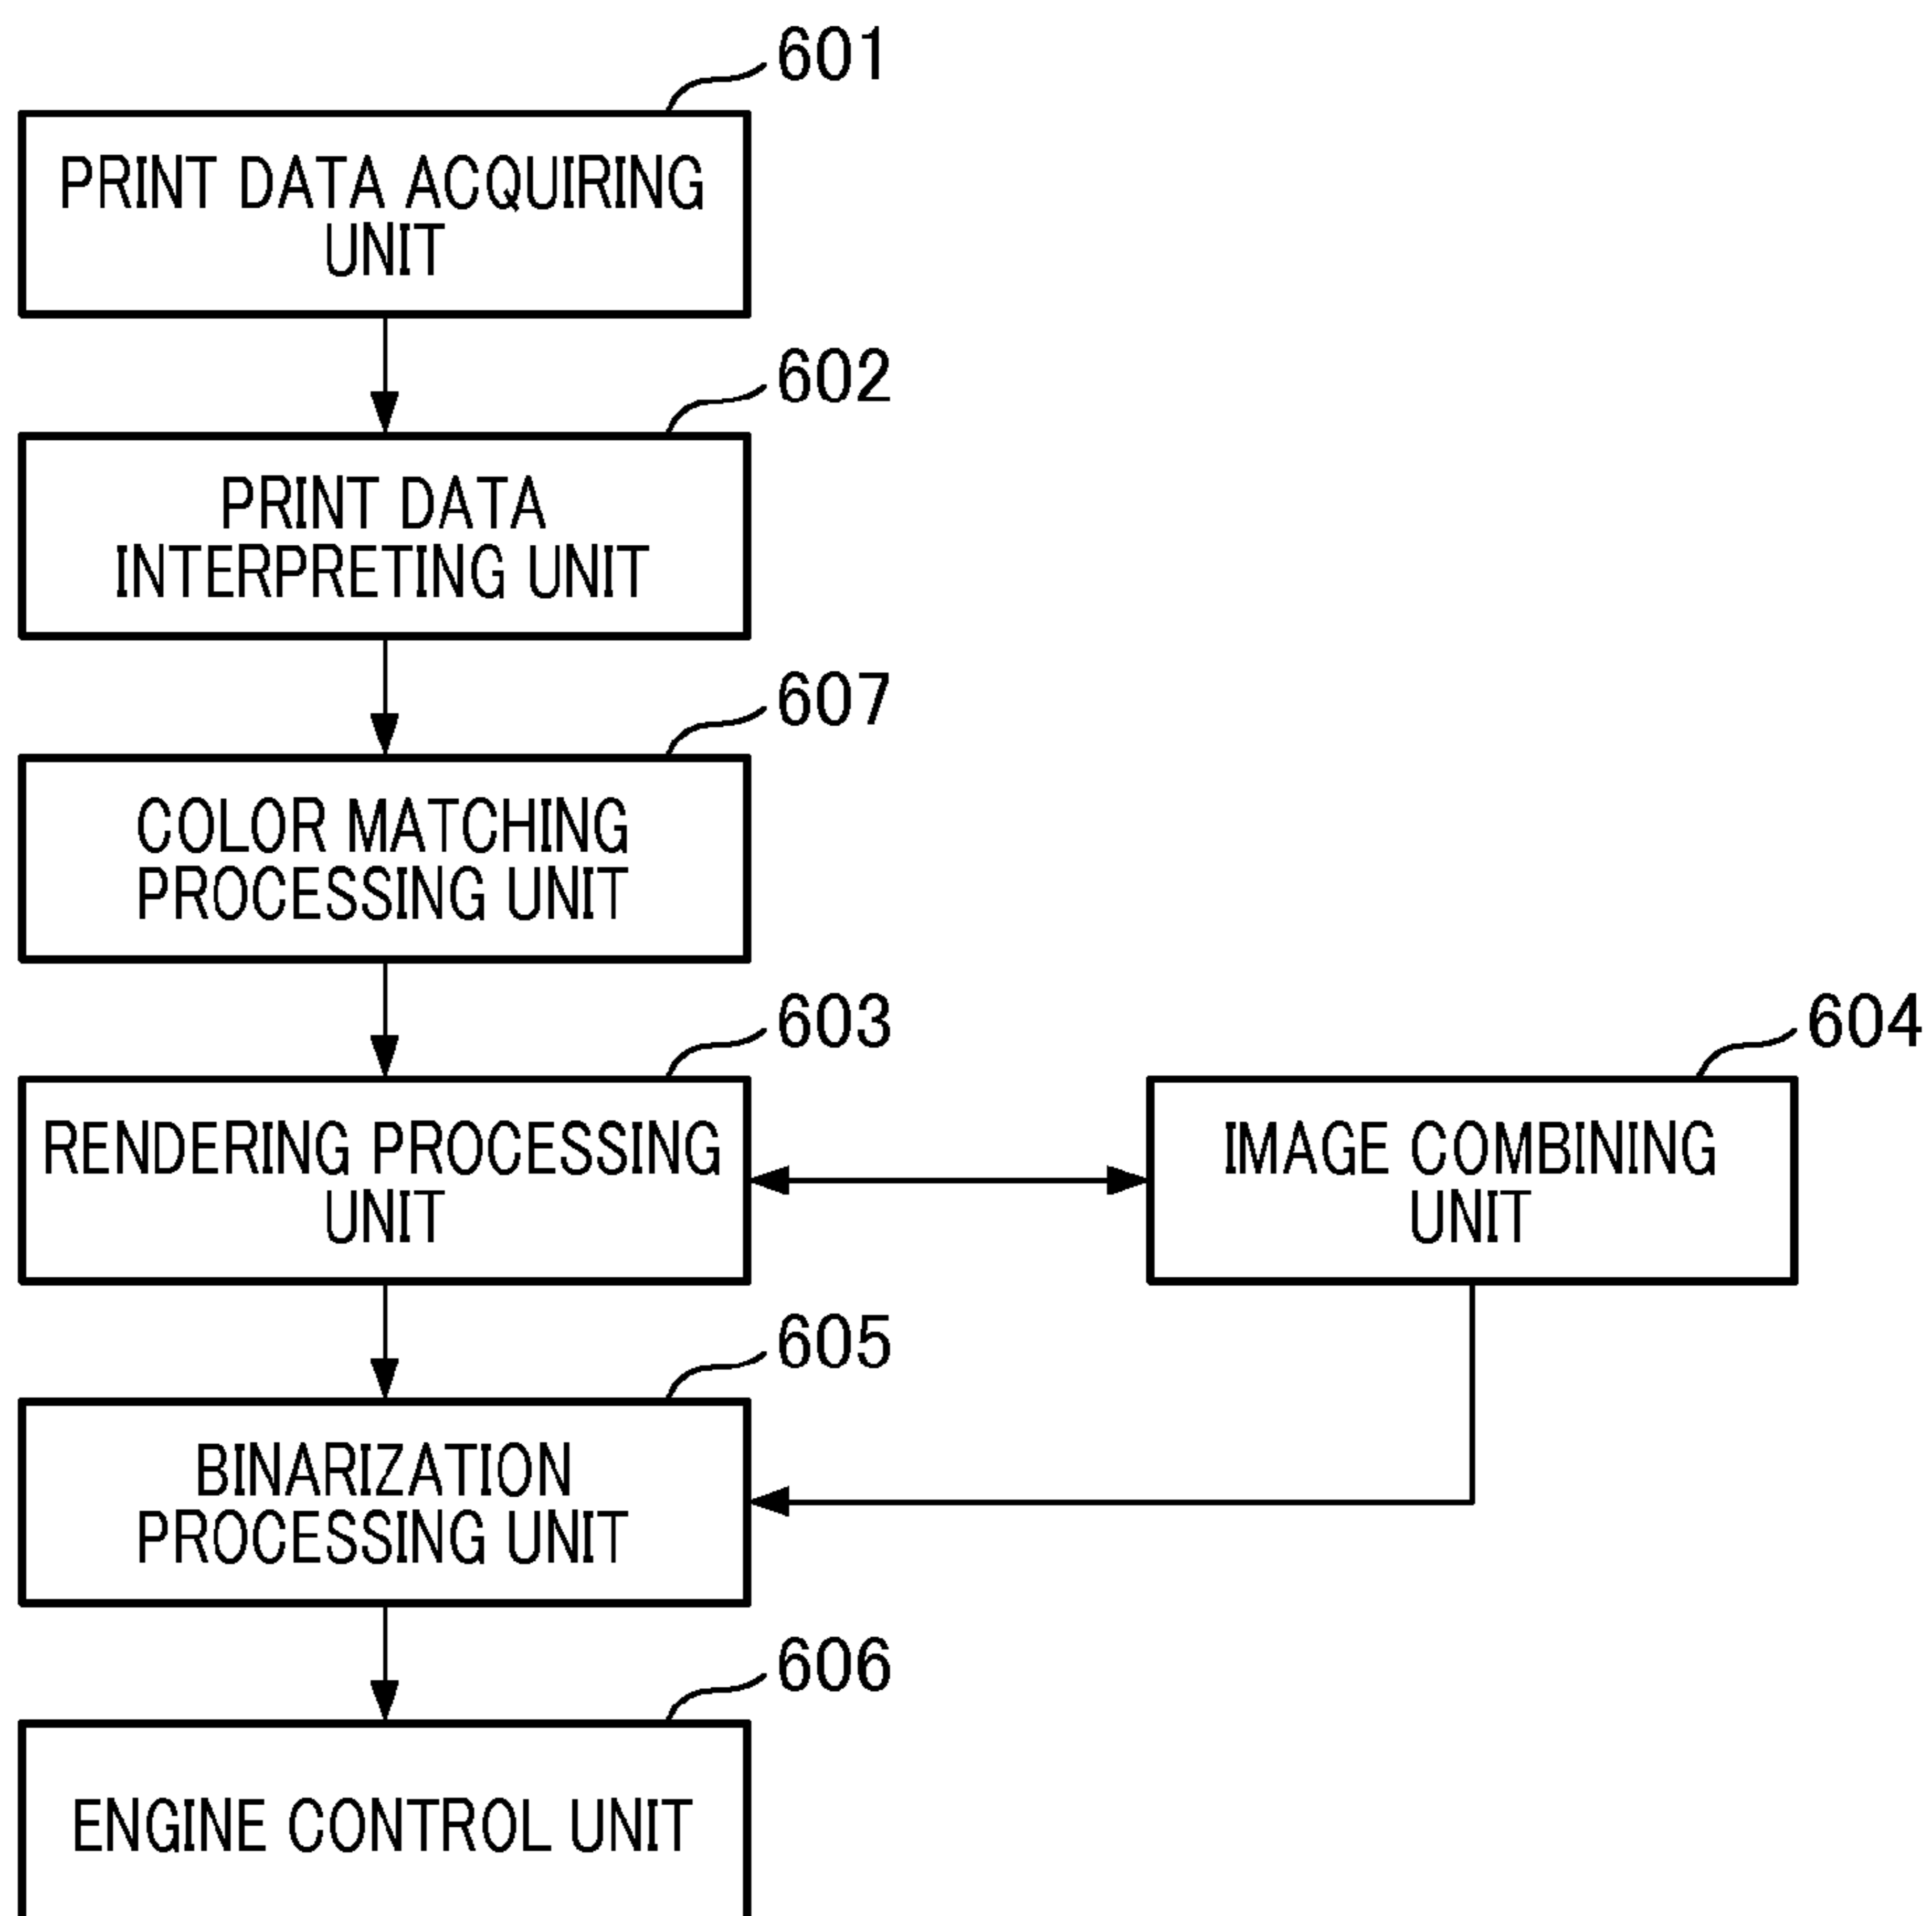 601
PRINT DATA ACQUIRING
UNIT
602
PRINT DATA
INTERPRETING UNIT
607
COLOR MATCHING
PROCESSING UNIT
603
RENDERING PROCESSING
UNIT
604
IMAGE COMBINING
UNIT
605
BINARIZATION
PROCESSING UNIT
606
ENGINE CONTROL UNIT